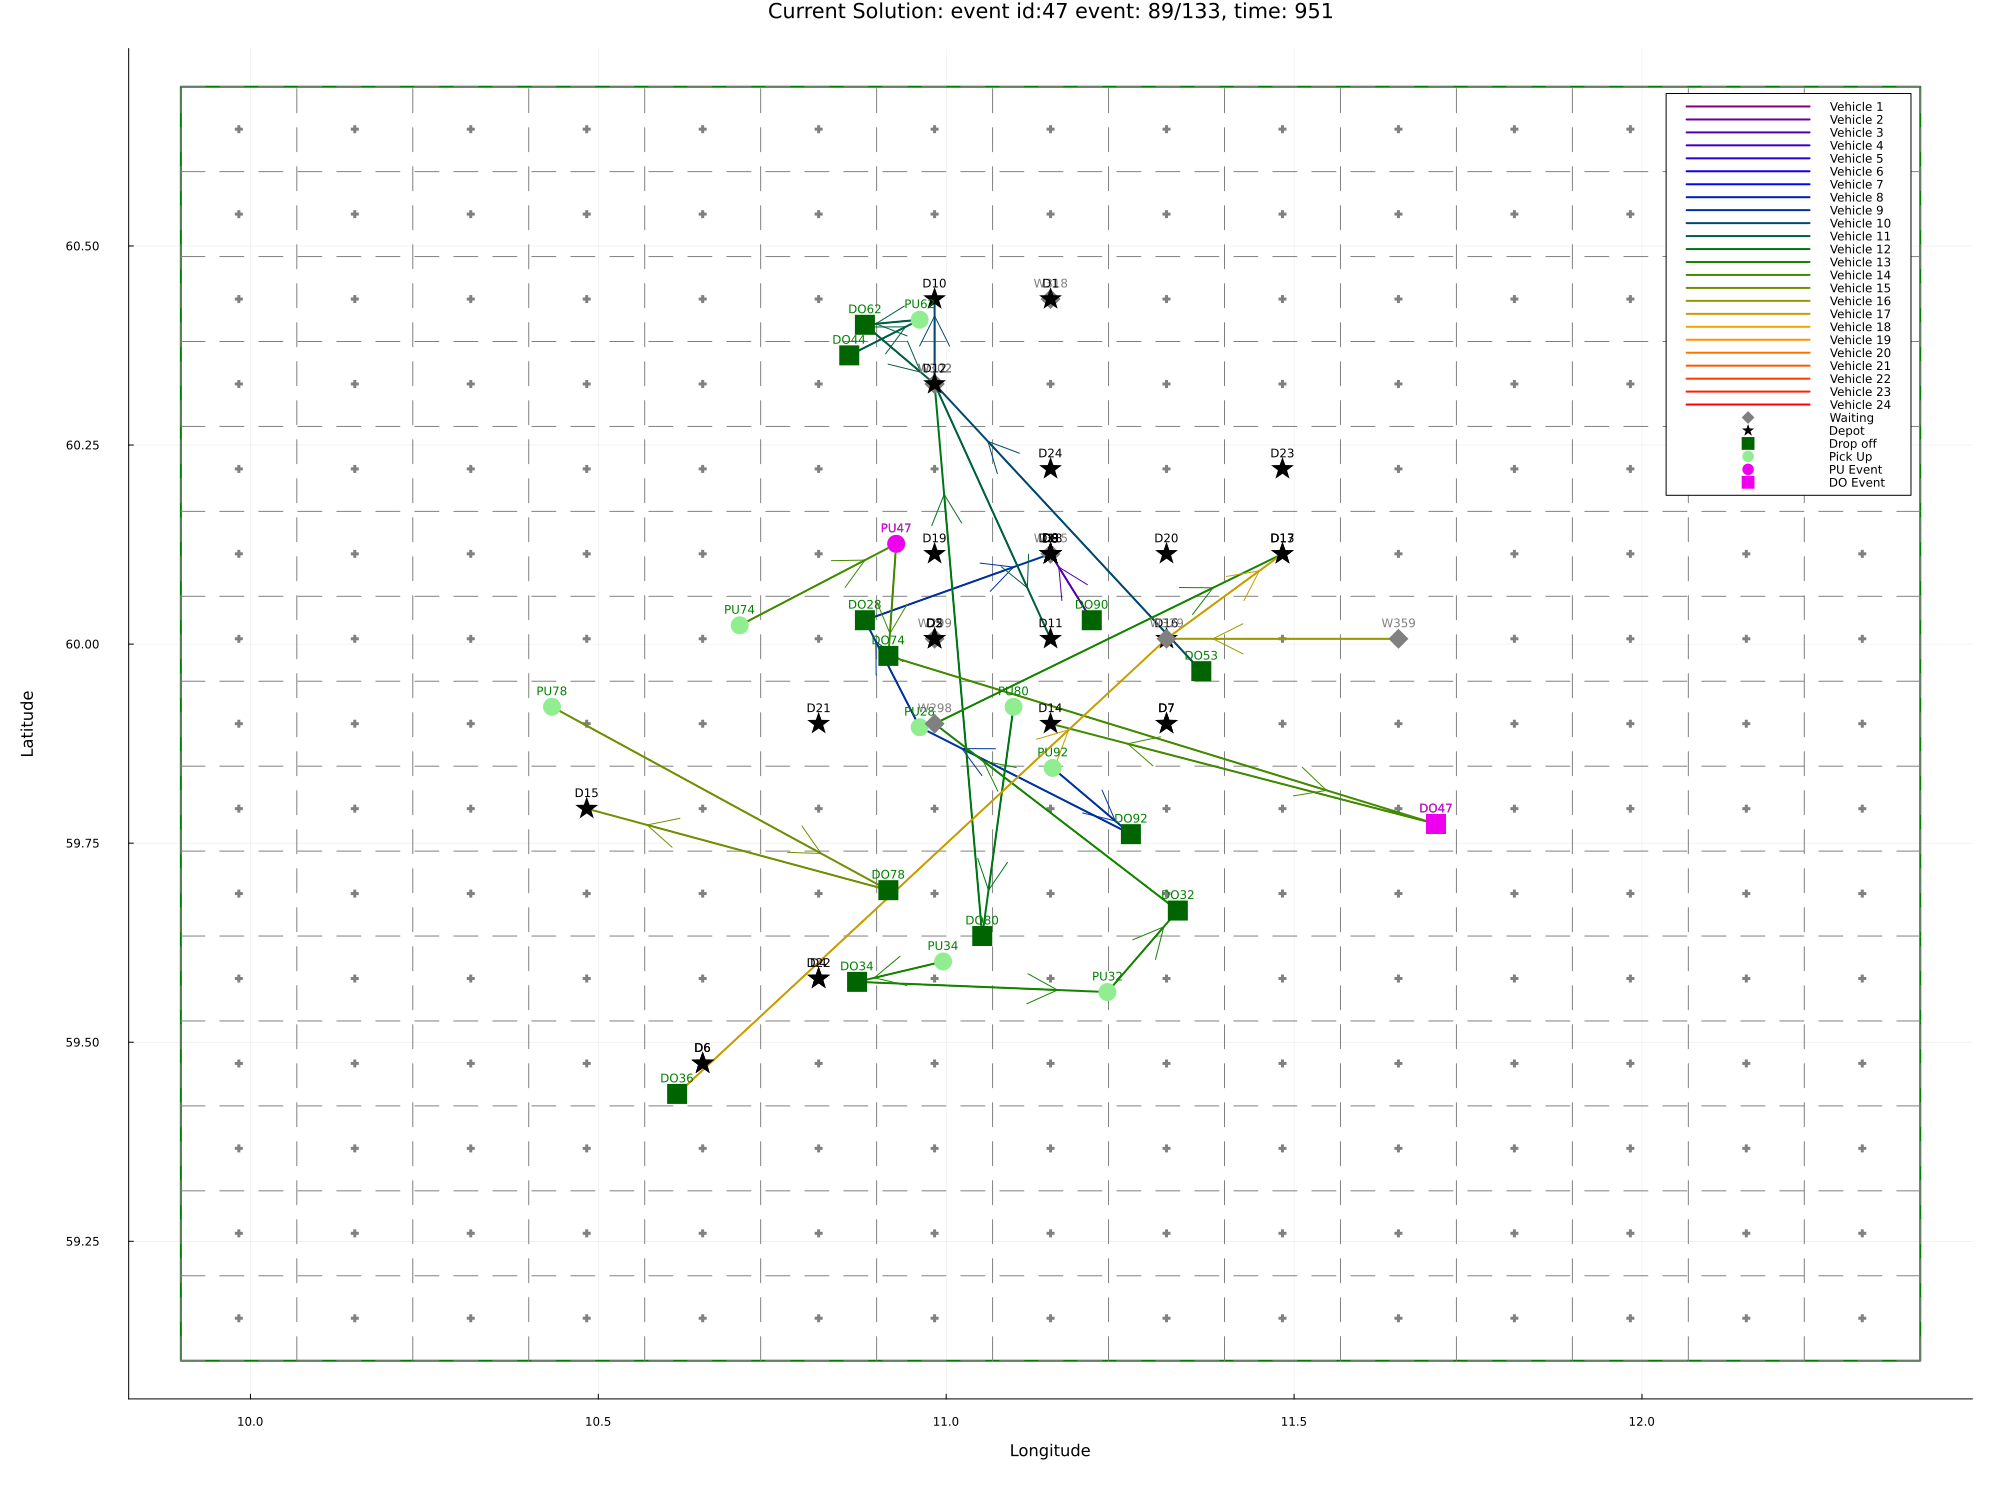 Current Solution: event id:47 event: 89/133, time: 951
Vehicle 1
Vehicle 2
Vehicle 3
Vehicle 4
Vehicle 5
Vehicle 6
Vehicle 7
Vehicle 8
Vehicle 9
Vehicle 10
Vehicle 11
Vehicle 12
Vehicle 13
Vehicle 14
Vehicle 15
Vehicle 16
Vehicle 17
Vehicle 18
Vehicle 19
Vehicle 20
Vehicle 21
Vehicle 22
Vehicle 23
Vehicle 24
Waiting
Depot
Drop off
Pick Up
PU Event
DO Event
60.50
60.25
60.00
59.75
59.50
59.25
Latitude
D10
D1
DO62
DO44
D12
D24
D23
PU47
D19
D20
PU74
DO28
DO90
D11
W359
DO74
DO53
PU78
PU80
PU28
W298
D21
D14
D7
PU92
D15
DO47
DO92
DO78
DO32
DO80
PU34
DO34
PU32
D6
DO36
10.0
10.5
11.0
11.5
12.0
Longitude